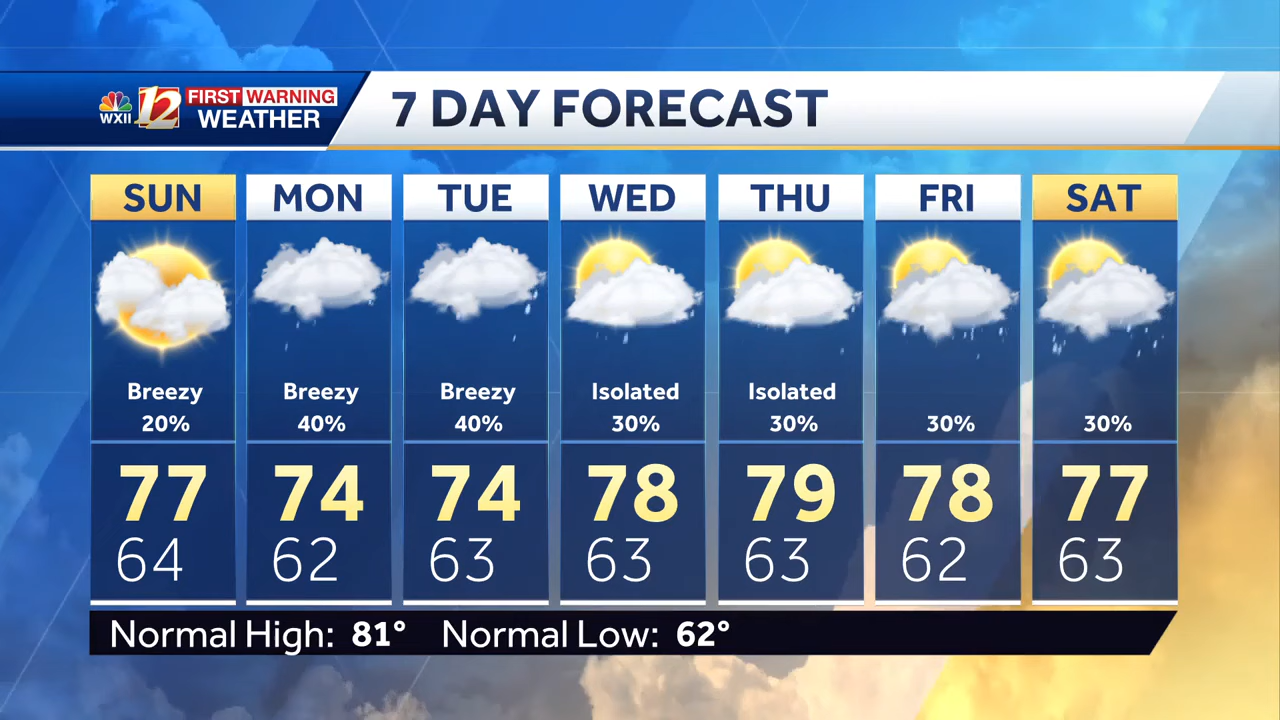 WXII 12 FIRST WARNING WEATHER
7 DAY FORECAST
SUN MON TUE WED THU FRI SAT
Breezy Breezy Breezy Isolated Isolated
20% 40% 40% 30% 30% 30% 30%
77 74 74 78 79 78 77
64 62 63 63 63 62 63
Normal High: 81° Normal Low: 62°